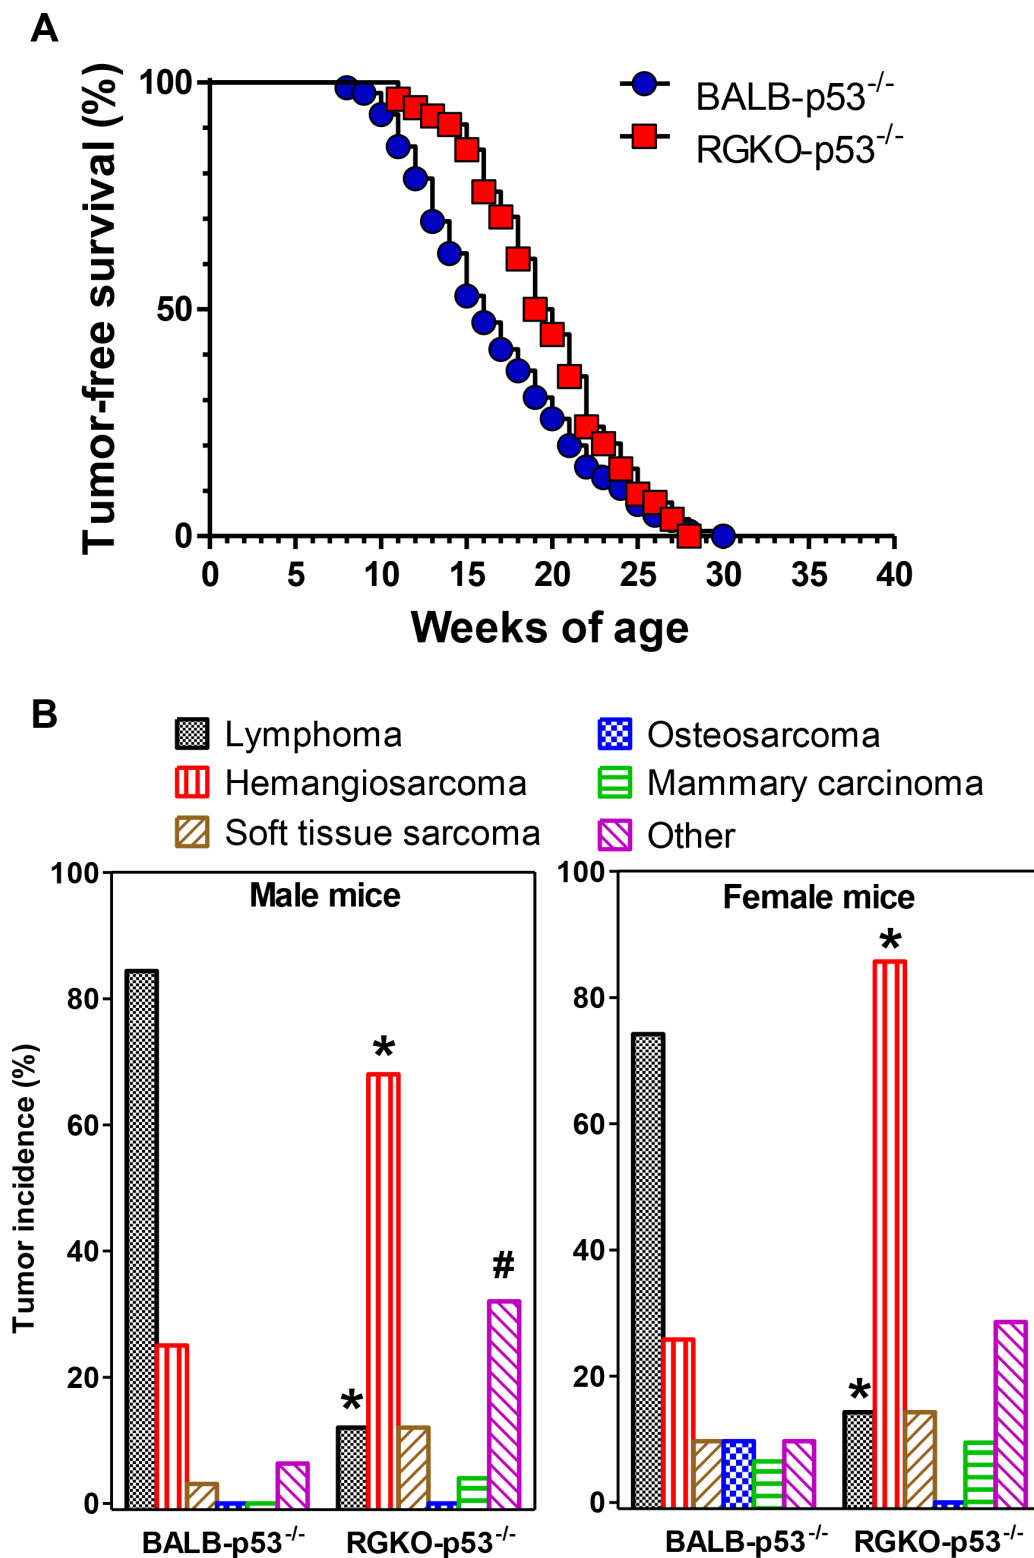 A
Tumor-free survival (%)
100
50
0
0 5 10 15 20 25 30 35 40
Weeks of age
BALB-p53-/-
RGKO-p53-/-
B
Lymphoma
Hemangiosarcoma
Soft tissue sarcoma
Osteosarcoma
Mammary carcinoma
Other
Tumor incidence (%)
100
80
60
40
20
0
Male mice
*
*
#
BALB-p53-/- RGKO-p53-/-
100
80
60
40
20
0
Female mice
*
*
BALB-p53-/- RGKO-p53-/-